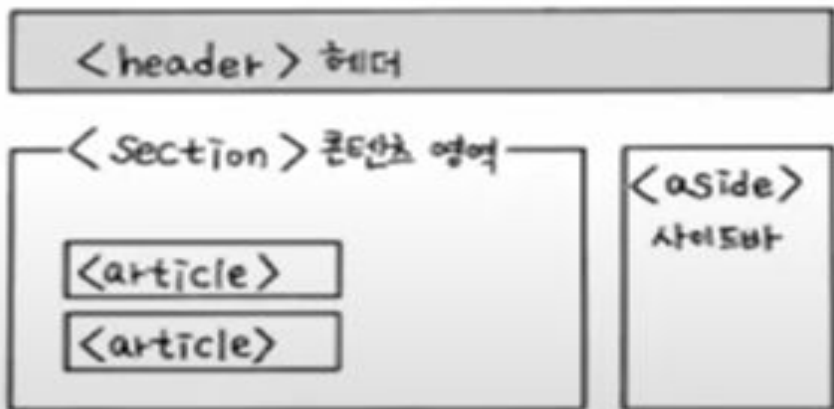 <header> 헤더
<section> 콘텐츠 영역
<article>
<article>
<aside>
사이드바